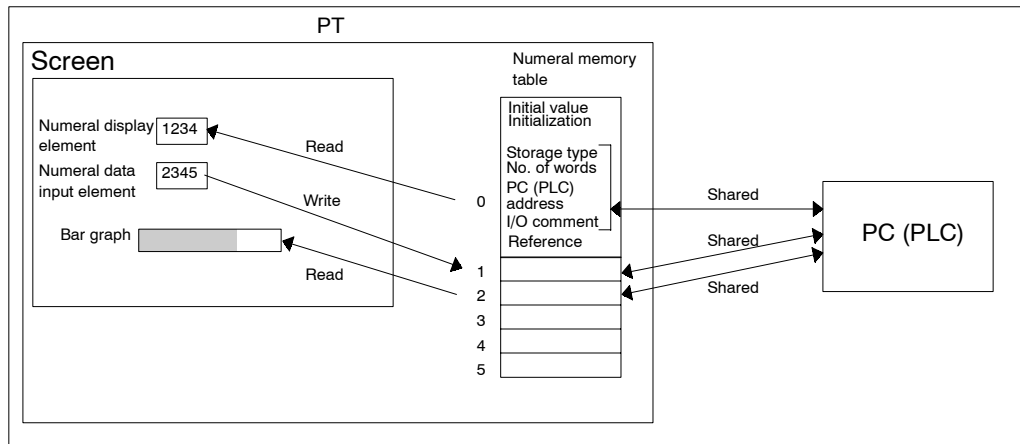 PT
Screen
Numeral memory
table
Initial value
Initialization
Numeral display
element
1234
Read
Storage type
No. of words
PC (PLC)
address
I/O comment
Reference
Numeral data
input element
2345
Write
0
Shared
PC (PLC)
Bar graph
Read
Shared
Shared
1
2
3
4
5